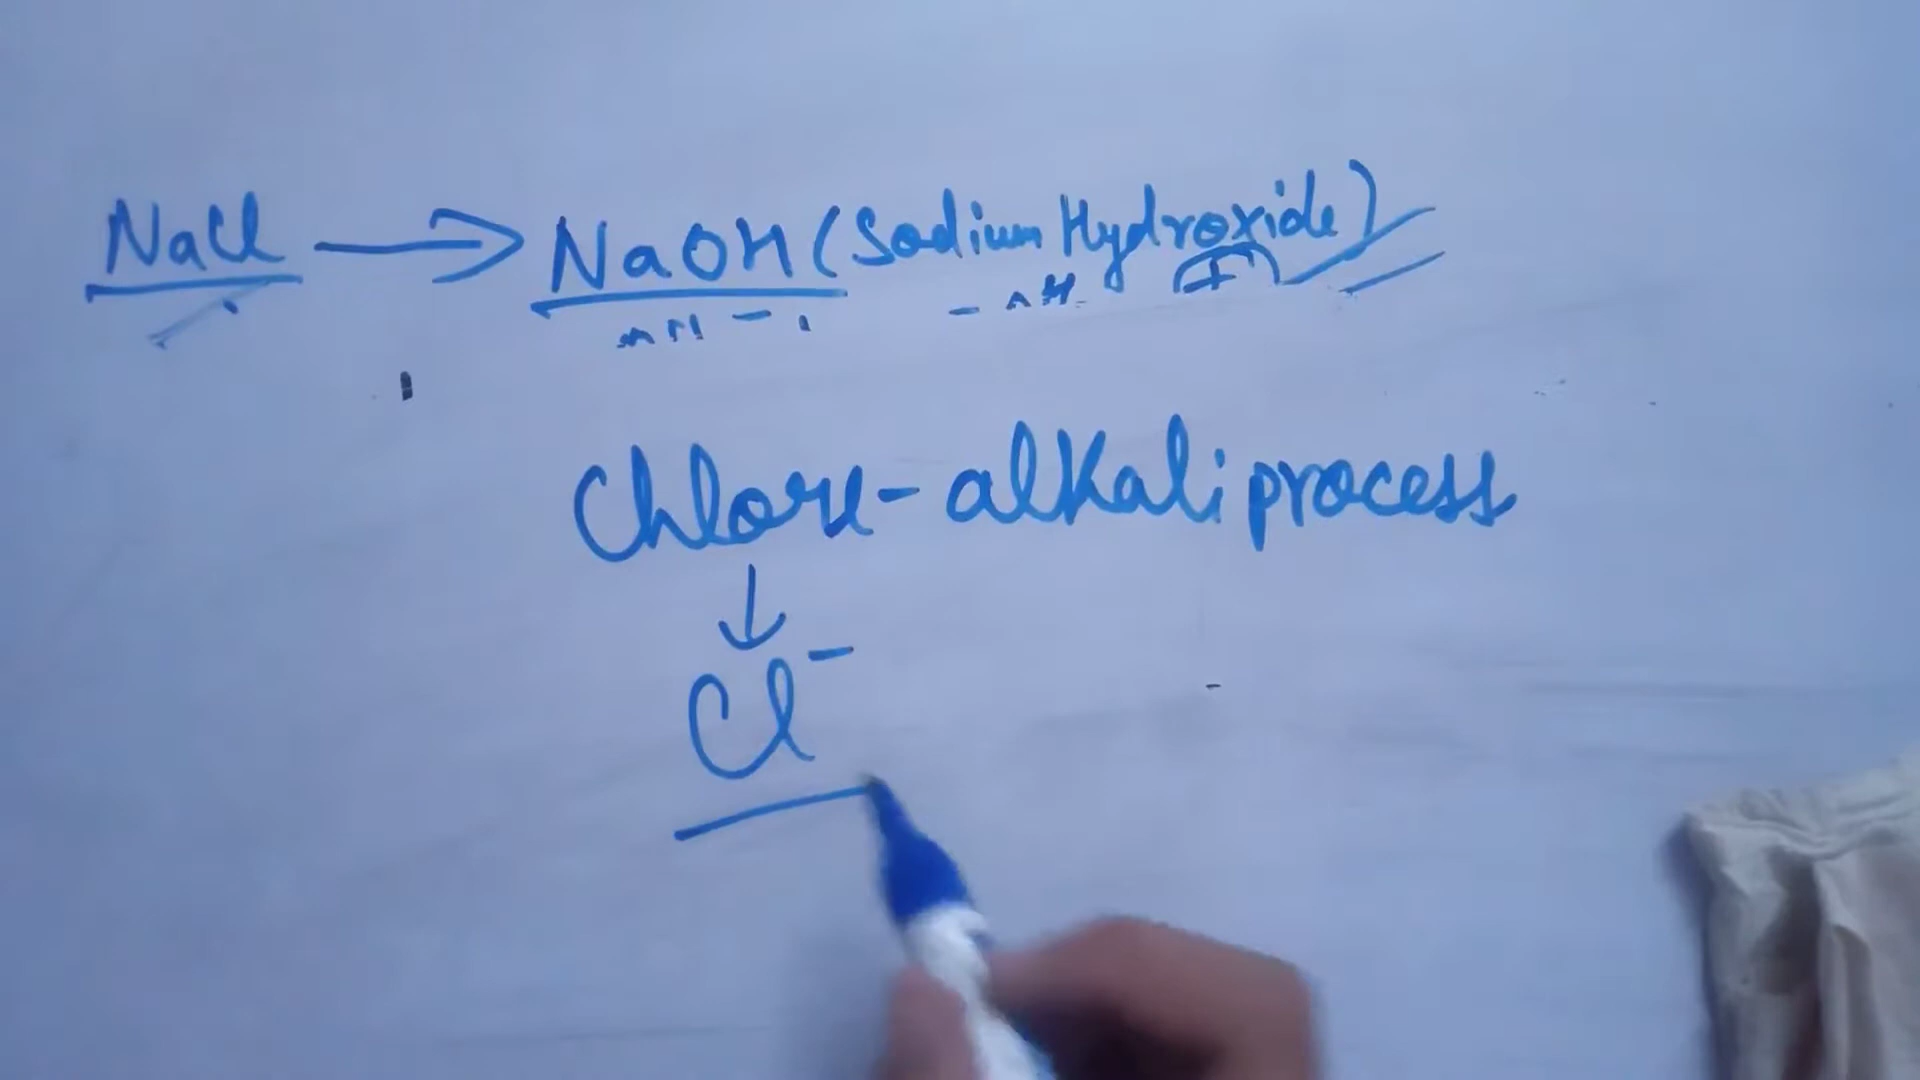 NaCl → NaOH (Sodium Hydroxide)
Chlore-alkali process
↓
Cl⁻